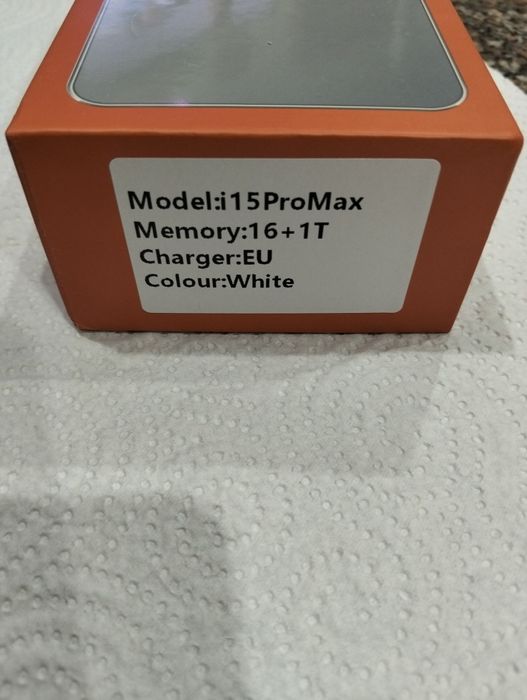 Model:i15ProMax
Memory:16+1T
Charger:EU
Colour:White